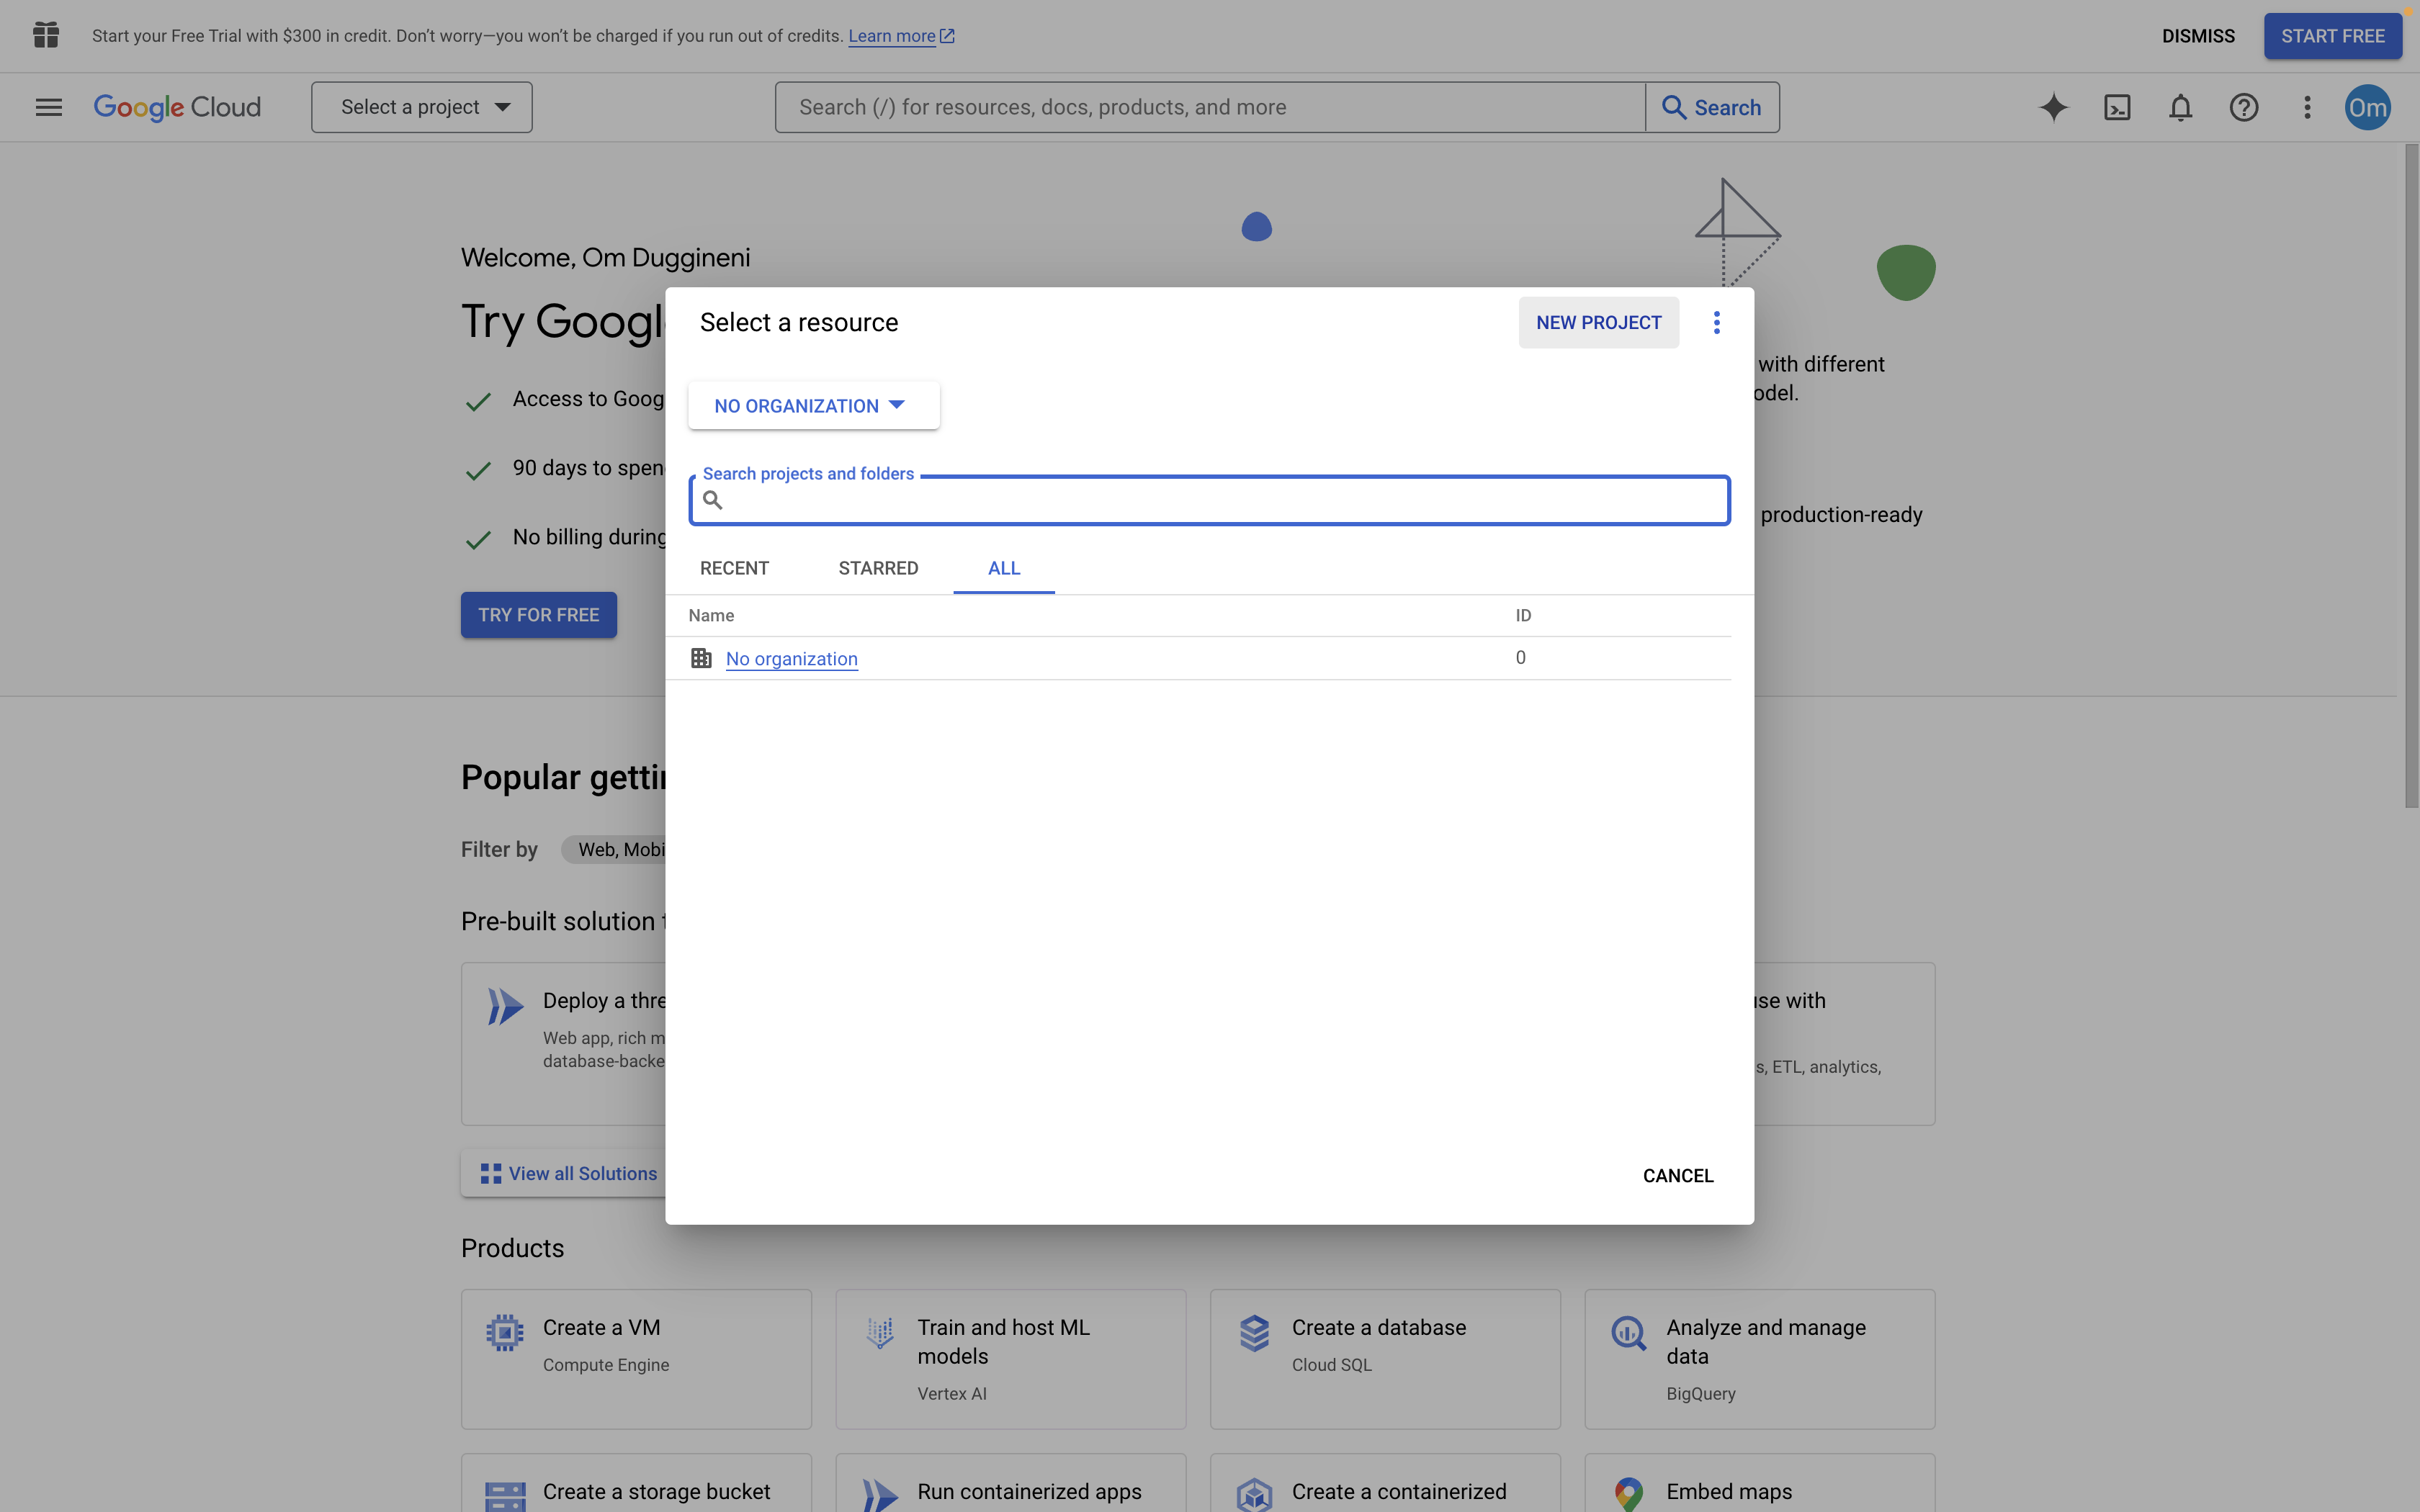 Start your Free Trial with $300 in credit. Don't worry—you won't be charged if you run out of credits. Learn more
DISMISS
START FREE
Google Cloud
Select a project
Search (/) for resources, docs, products, and more
Search
Om
Welcome, Om Duggineni
Try Googl
Access to Goog
90 days to spen
No billing during
TRY FOR FREE
with different
odel.
production-ready
Select a resource
NEW PROJECT
NO ORGANIZATION
Search projects and folders
RECENT
STARRED
ALL
Name
ID
No organization
0
CANCEL
Popular gettin
Filter by
Web, Mobi
Pre-built solution t
Deploy a thre
Web app, rich m
database-backe
use with
s, ETL, analytics,
View all Solutions
Products
Create a VM
Compute Engine
Train and host ML
models
Vertex AI
Create a database
Cloud SQL
Analyze and manage
data
BigQuery
Create a storage bucket
Run containerized apps
Create a containerized
Embed maps